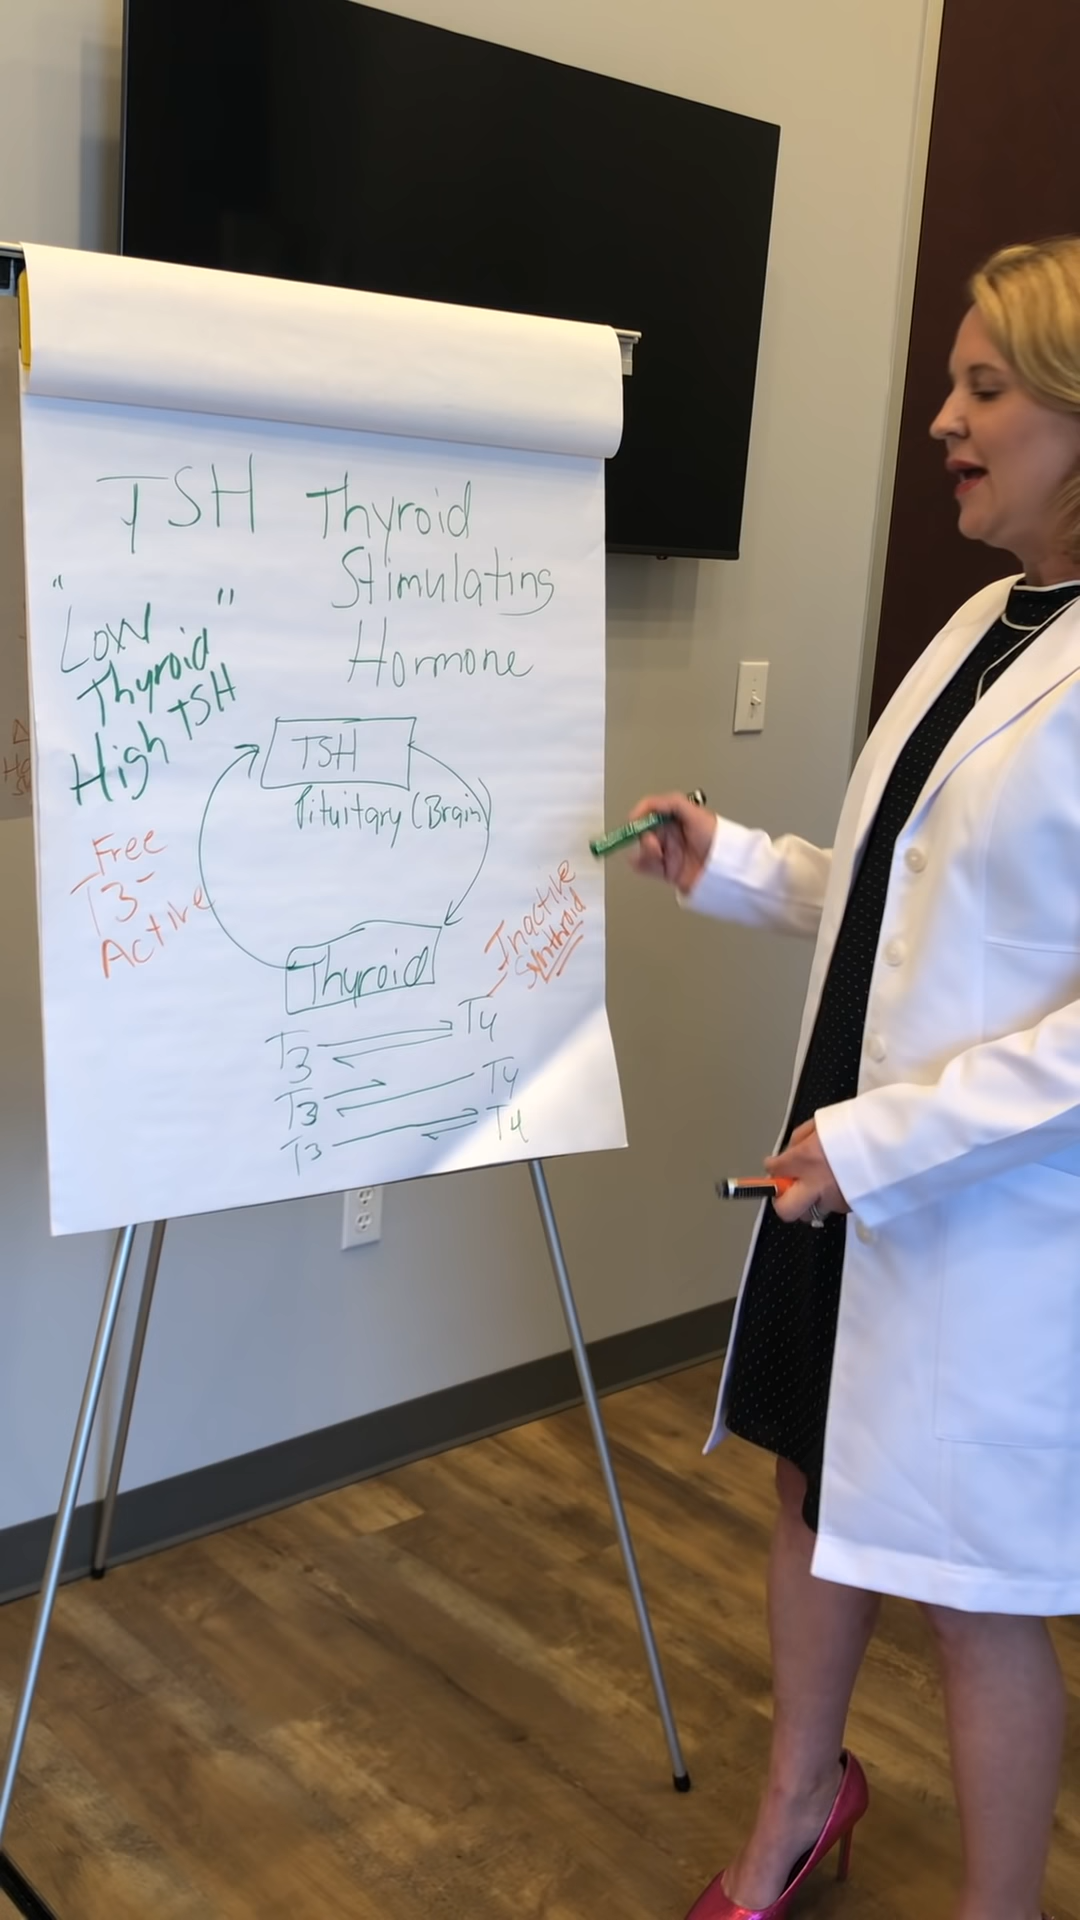 TSH Thyroid
Stimulating
Hormone
"Low"
Thyroid
High TSH
TSH
Pituitary (Brain)
Free
T3-
Active
Inactive
Synthroid
Thyroid
T3 T4
T3 T4
T3 T4